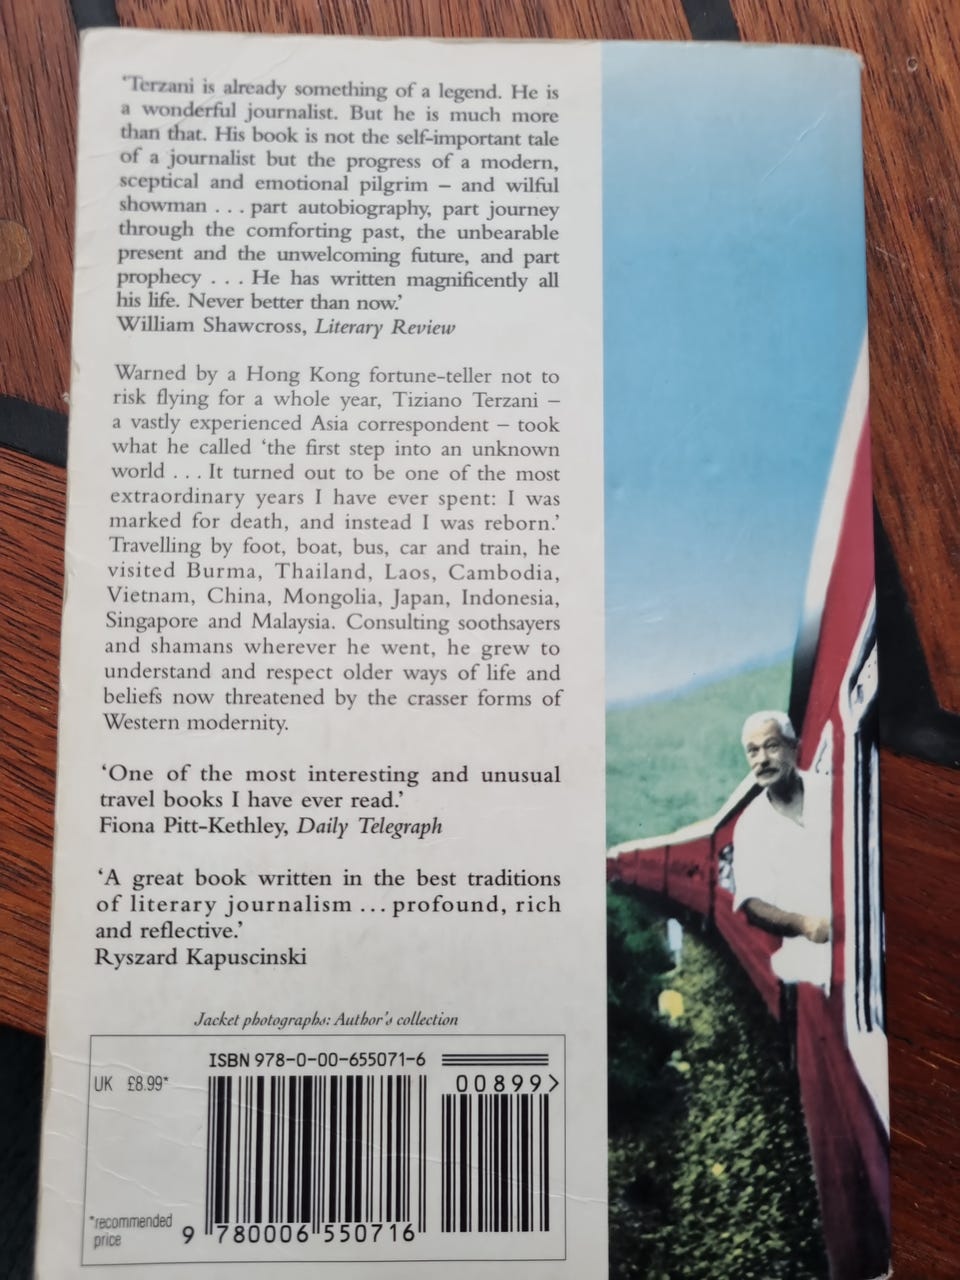 ‘Terzani is already something of a legend. He is
a wonderful journalist. But he is much more
than that. His book is not the self-important tale
of a journalist but the progress of a modern,
sceptical and emotional pilgrim – and wilful
showman . . . part autobiography, part journey
through the comforting past, the unbearable
present and the unwelcoming future, and part
prophecy . . . He has written magnificently all
his life. Never better than now.’
William Shawcross, Literary Review
Warned by a Hong Kong fortune-teller not to
risk flying for a whole year, Tiziano Terzani –
a vastly experienced Asia correspondent – took
what he called ‘the first step into an unknown
world . . . It turned out to be one of the most
extraordinary years I have ever spent: I was
marked for death, and instead I was reborn.’
Travelling by foot, boat, bus, car and train, he
visited Burma, Thailand, Laos, Cambodia,
Vietnam, China, Mongolia, Japan, Indonesia,
Singapore and Malaysia. Consulting soothsayers
and shamans wherever he went, he grew to
understand and respect older ways of life and
beliefs now threatened by the crasser forms of
Western modernity.
‘One of the most interesting and unusual
travel books I have ever read.’
Fiona Pitt-Kethley, Daily Telegraph
‘A great book written in the best traditions
of literary journalism . . . profound, rich
and reflective.’
Ryszard Kapuscinski
Jacket photographs: Author's collection
ISBN 978-0-00-655071-6
UK £8.99*
00899>
*recommended
price
9 780006 550716